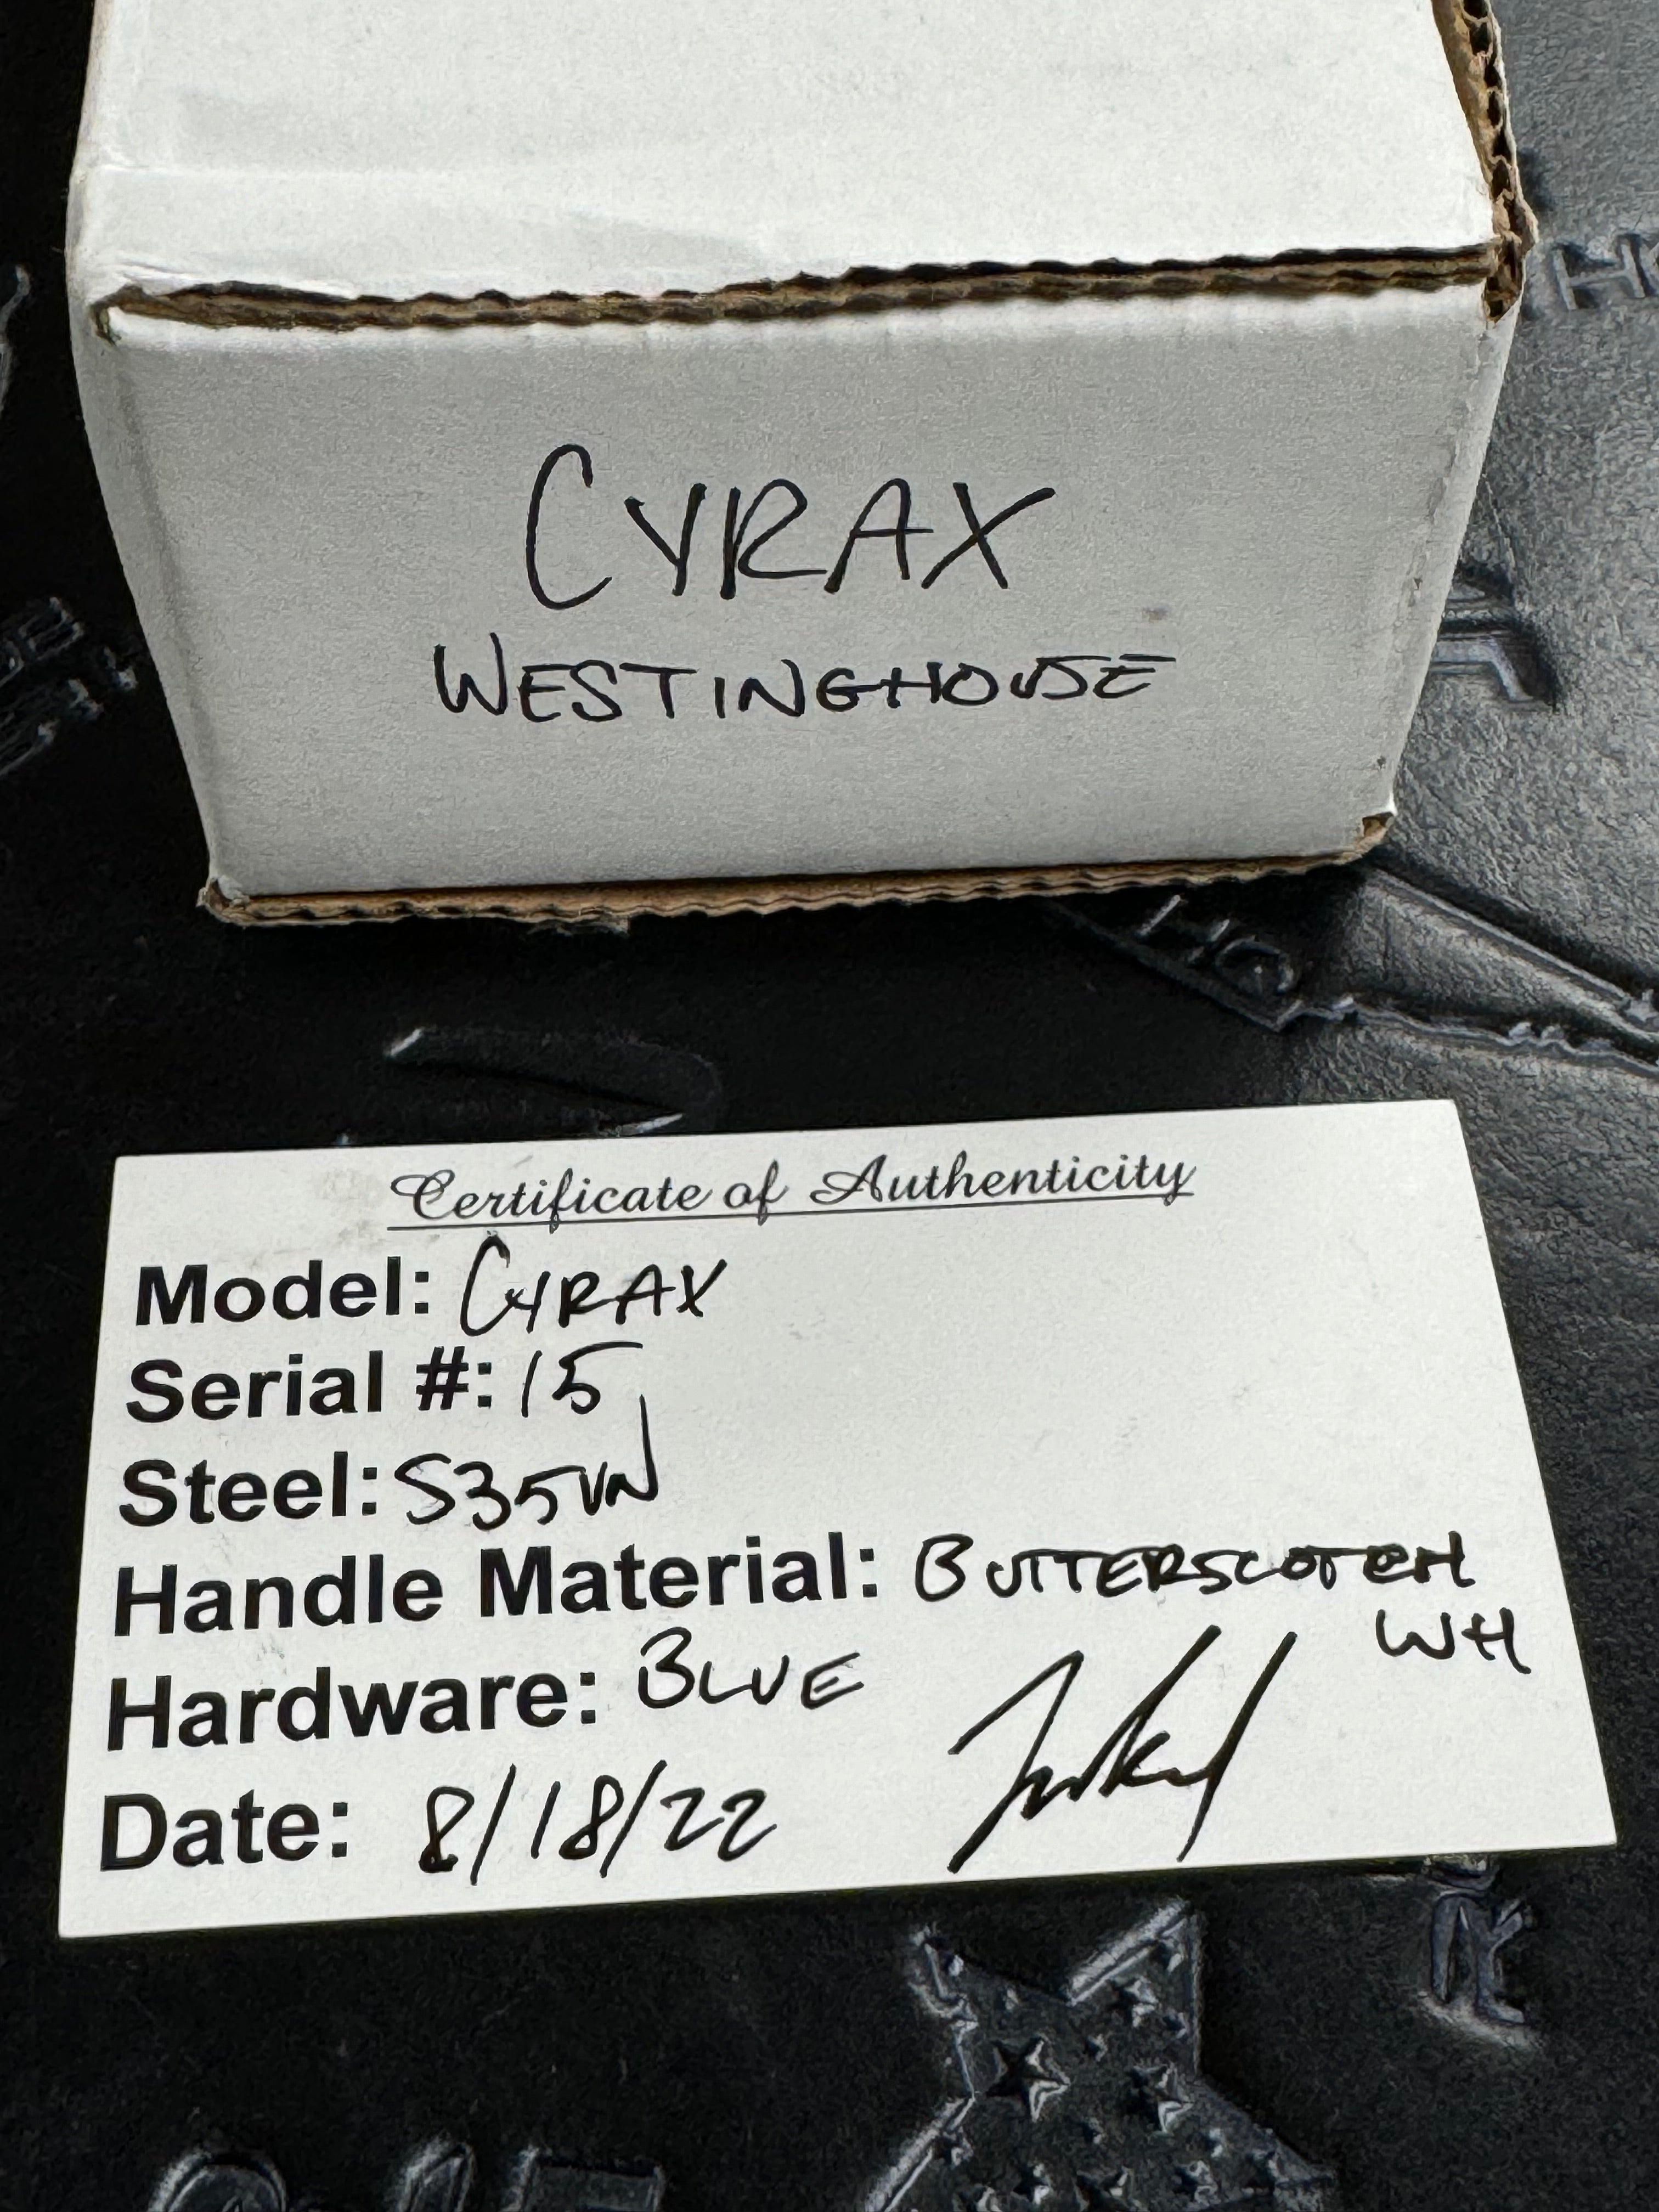 CYRAX
WESTINGHOUSE
HQ
Certificate of Authenticity
Model: CYRAX
Serial #: 15
Steel: S35VN
Handle Material: BUTTERSCOTCH
WH
Hardware: BLUE
Date: 8/18/22